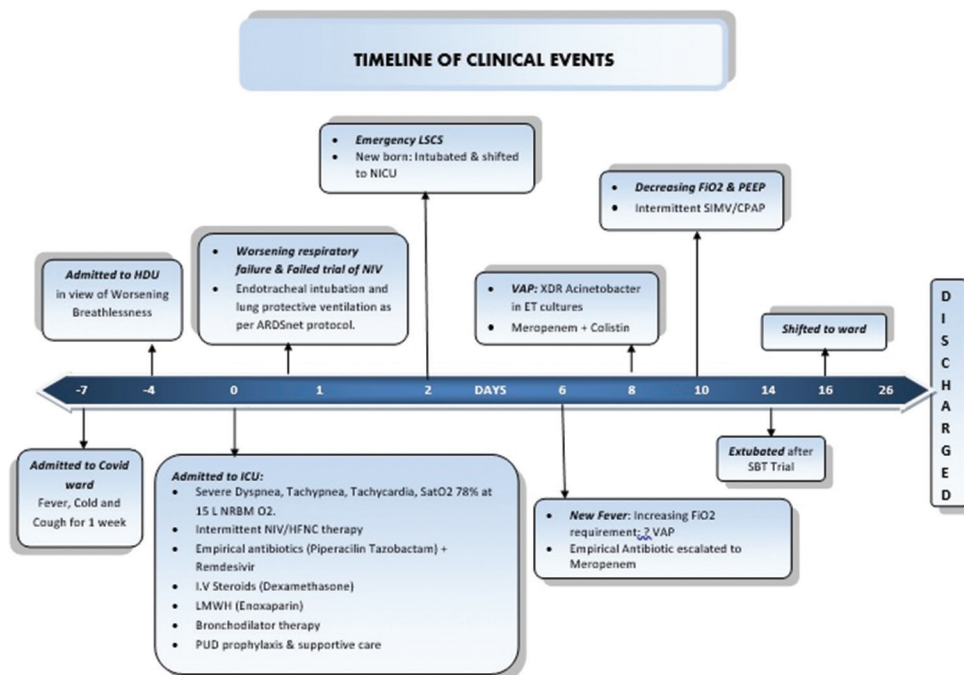 TIMELINE OF CLINICAL EVENTS
• Emergency LSCS
• New born: Intubated & shifted
to NICU
• Decreasing FiO2 & PEEP
• Intermittent SIMV/CPAP
Admitted to HDU
in view of Worsening
Breathlessness
• Worsening respiratory
failure & Failed trial of NIV
• Endotracheal intubation and
lung protective ventilation as
per ARDSnet protocol.
• VAP: XDR Acinetobacter
in ET cultures
• Meropenem + Colistin
Shifted to ward
-7 -4 0 1 2 DAYS 6 8 10 14 16 26
DISCHARGED
Admitted to Covid
ward
Fever, Cold and
Cough for 1 week
Admitted to ICU:
• Severe Dyspnea, Tachypnea, Tachycardia, SatO2 78% at
15 L NRBM O2.
• Intermittent NIV/HFNC therapy
• Empirical antibiotics (Piperacilin Tazobactam) +
Remdesivir
• I.V Steroids (Dexamethasone)
• LMWH (Enoxaparin)
• Bronchodilator therapy
• PUD prophylaxis & supportive care
• New Fever: Increasing FiO2
requirement; ? VAP
• Empirical Antibiotic escalated to
Meropenem
Extubated after
SBT Trial